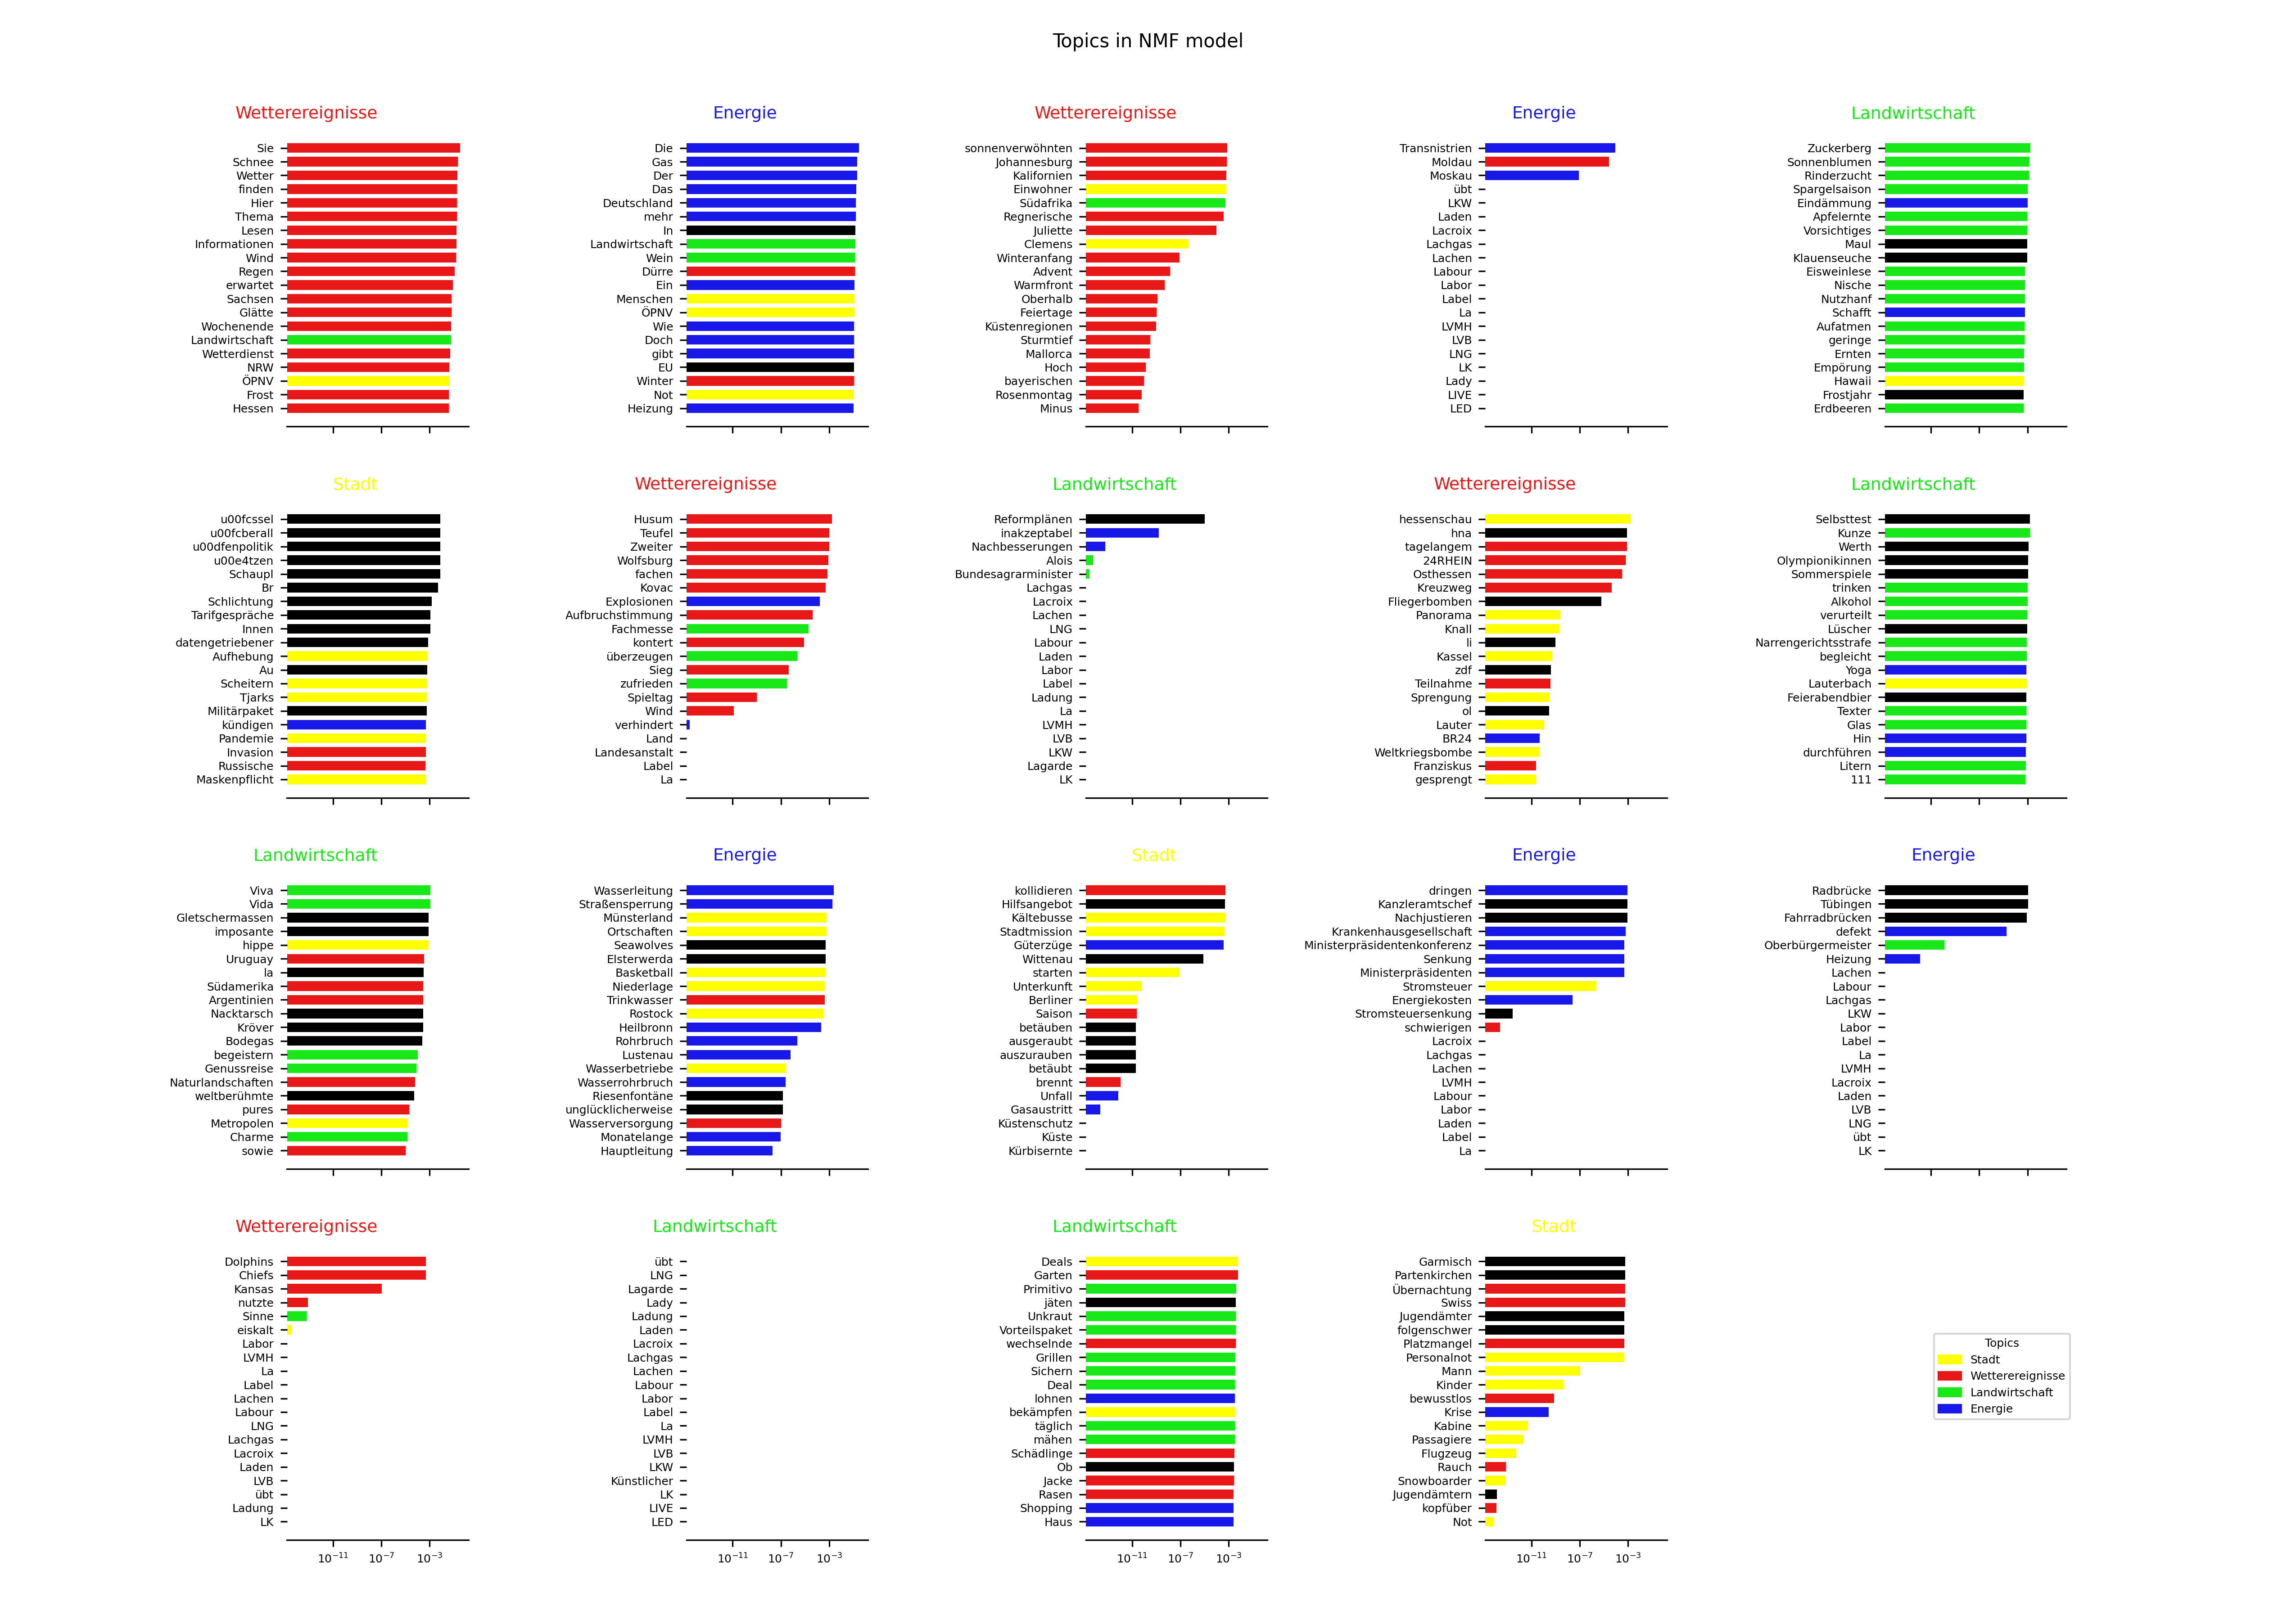 Topics in NMF model
Wetterereignisse
Sie
Schnee
Wetter
finden
Hier
Thema
Lesen
Informationen
Wind
Regen
erwartet
Sachsen
Glätte
Wochenende
Landwirtschaft
Wetterdienst
NRW
ÖPNV
Frost
Hessen
Energie
Die
Gas
Der
Das
Deutschland
mehr
In
Landwirtschaft
Wein
Dürre
Ein
Menschen
ÖPNV
Wie
Doch
gibt
EU
Winter
Not
Heizung
Wetterereignisse
sonnenverwöhnten
Johannesburg
Kalifornien
Einwohner
Südafrika
Regnerische
Juliette
Clemens
Winteranfang
Advent
Warmfront
Oberhalb
Feiertage
Küstenregionen
Sturmtief
Mallorca
Hoch
bayerischen
Rosenmontag
Minus
Energie
Transnistrien
Moldau
Moskau
übt
LKW
Laden
Lacroix
Lachgas
Lachen
Labour
Labor
Label
La
LVMH
LVB
LNG
LK
Lady
LIVE
LED
Landwirtschaft
Zuckerberg
Sonnenblumen
Rinderzucht
Spargelsaison
Eindämmung
Apfelernte
Vorsichtiges
Maul
Klauenseuche
Eisweinlese
Nische
Nutzhanf
Schafft
Aufatmen
geringe
Ernten
Empörung
Hawaii
Frostjahr
Erdbeeren
Stadt
u00fcssel
u00fcberall
u00dfenpolitik
u00e4tzen
Schaupl
Br
Schlichtung
Tarifgespräche
Innen
datengetriebener
Aufhebung
Au
Scheitern
Tjarks
Militärpaket
kündigen
Pandemie
Invasion
Russische
Maskenpflicht
Wetterereignisse
Husum
Teufel
Zweiter
Wolfsburg
fachen
Kovac
Explosionen
Aufbruchstimmung
Fachmesse
kontert
überzeugen
Sieg
zufrieden
Spieltag
Wind
verhindert
Land
Landesanstalt
Label
La
Landwirtschaft
Reformplänen
inakzeptabel
Nachbesserungen
Alois
Bundesagrarminister
Lachgas
Lacroix
Lachen
LNG
Labour
Laden
Labor
Label
Ladung
La
LVMH
LVB
LKW
Lagarde
LK
Wetterereignisse
hessenschau
hna
tagelangem
24RHEIN
Osthessen
Kreuzweg
Fliegerbomben
Panorama
Knall
li
Kassel
zdf
Teilnahme
Sprengung
ol
Lauter
BR24
Weltkriegsbombe
Franziskus
gesprengt
Landwirtschaft
Selbsttest
Kunze
Werth
Olympionikinnen
Sommerspiele
trinken
Alkohol
verurteilt
Lüscher
Narrengerichtsstrafe
begleicht
Yoga
Lauterbach
Feierabendbier
Texter
Glas
Hin
durchführen
Litern
111
Landwirtschaft
Viva
Vida
Gletschermassen
imposante
hippe
Uruguay
la
Südamerika
Argentinien
Nacktarsch
Kröver
Bodegas
begeistern
Genussreise
Naturlandschaften
weltberühmte
pures
Metropolen
Charme
sowie
Energie
Wasserleitung
Straßensperrung
Münsterland
Ortschaften
Seawolves
Elsterwerda
Basketball
Niederlage
Trinkwasser
Rostock
Heilbronn
Rohrbruch
Lustenau
Wasserbetriebe
Wasserrohrbruch
Riesenfontäne
unglücklicherweise
Wasserversorgung
Monatelange
Hauptleitung
Stadt
kollidieren
Hilfsangebot
Kältebusse
Stadtmission
Güterzüge
Wittenau
starten
Unterkunft
Berliner
Saison
betäuben
ausgeraubt
auszurauben
betäubt
brennt
Unfall
Gasaustritt
Küstenschutz
Küste
Kürbisernte
Energie
dringen
Kanzleramtschef
Nachjustieren
Krankenhausgesellschaft
Ministerpräsidentenkonferenz
Senkung
Ministerpräsidenten
Stromsteuer
Energiekosten
Stromsteuersenkung
schwierigen
Lacroix
Lachgas
Lachen
LVMH
Labour
Labor
Laden
Label
La
Energie
Radbrücke
Tübingen
Fahrradbrücken
defekt
Oberbürgermeister
Heizung
Lachen
Labour
Lachgas
LKW
Labor
Label
La
LVMH
Lacroix
Laden
LVB
LNG
übt
LK
Wetterereignisse
Dolphins
Chiefs
Kansas
nutzte
Sinne
eiskalt
Labor
LVMH
La
Label
Lachen
Labour
LNG
Lachgas
Lacroix
Laden
LVB
übt
Ladung
LK
10⁻¹¹ 10⁻⁷ 10⁻³
Landwirtschaft
übt
LNG
Lagarde
Lady
Ladung
Laden
Lacroix
Lachgas
Lachen
Labour
Labor
Label
La
LVMH
LVB
LKW
Künstlicher
LK
LIVE
LED
10⁻¹¹ 10⁻⁷ 10⁻³
Landwirtschaft
Deals
Garten
Primitivo
jäten
Unkraut
Vorteilspaket
wechselnde
Grillen
Sichern
Deal
lohnen
bekämpfen
täglich
mähen
Schädlinge
Ob
Jacke
Rasen
Shopping
Haus
10⁻¹¹ 10⁻⁷ 10⁻³
Stadt
Garmisch
Partenkirchen
Übernachtung
Swiss
Jugendämter
folgenschwer
Platzmangel
Personalnot
Mann
Kinder
bewusstlos
Krise
Kabine
Passagiere
Flugzeug
Rauch
Snowboarder
Jugendämtern
kopfüber
Not
10⁻¹¹ 10⁻⁷ 10⁻³
Topics
Stadt
Wetterereignisse
Landwirtschaft
Energie